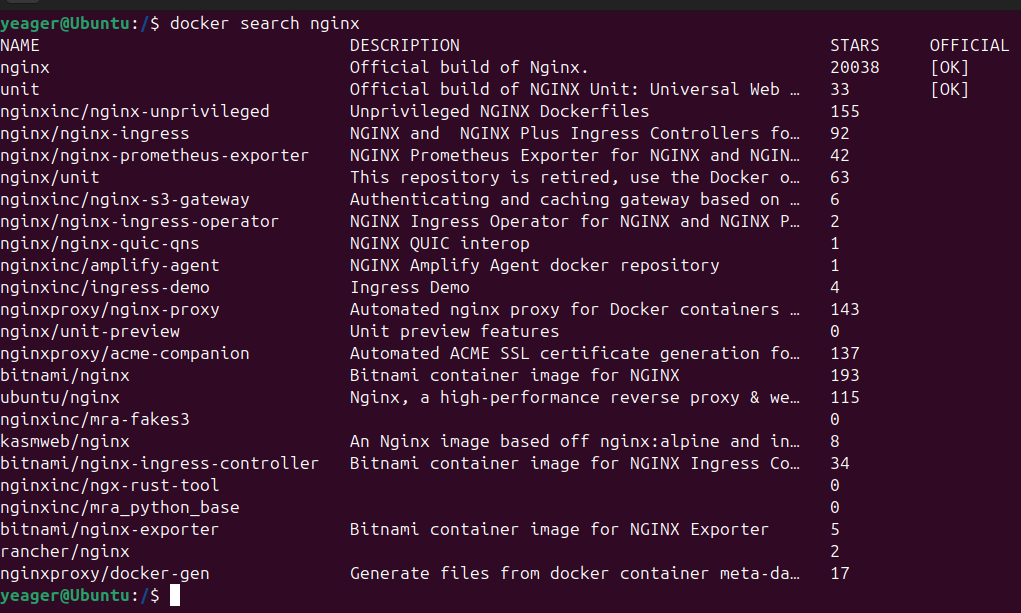 yeager@Ubuntu:/$ docker search nginx
NAME DESCRIPTION STARS OFFICIAL
nginx Official build of Nginx. 20038 [OK]
unit Official build of NGINX Unit: Universal Web … 33 [OK]
nginxinc/nginx-unprivileged Unprivileged NGINX Dockerfiles 155
nginx/nginx-ingress NGINX and  NGINX Plus Ingress Controllers fo… 92
nginx/nginx-prometheus-exporter NGINX Prometheus Exporter for NGINX and NGIN… 42
nginx/unit This repository is retired, use the Docker o… 63
nginxinc/nginx-s3-gateway Authenticating and caching gateway based on … 6
nginx/nginx-ingress-operator NGINX Ingress Operator for NGINX and NGINX P… 2
nginx/nginx-quic-qns NGINX QUIC interop 1
nginxinc/amplify-agent NGINX Amplify Agent docker repository 1
nginxinc/ingress-demo Ingress Demo 4
nginxproxy/nginx-proxy Automated nginx proxy for Docker containers … 143
nginx/unit-preview Unit preview features 0
nginxproxy/acme-companion Automated ACME SSL certificate generation fo… 137
bitnami/nginx Bitnami container image for NGINX 193
ubuntu/nginx Nginx, a high-performance reverse proxy & we… 115
nginxinc/mra-fakes3 0
kasmweb/nginx An Nginx image based off nginx:alpine and in… 8
bitnami/nginx-ingress-controller Bitnami container image for NGINX Ingress Co… 34
nginxinc/ngx-rust-tool 0
nginxinc/mra_python_base 0
bitnami/nginx-exporter Bitnami container image for NGINX Exporter 5
rancher/nginx 2
nginxproxy/docker-gen Generate files from docker container meta-da… 17
yeager@Ubuntu:/$